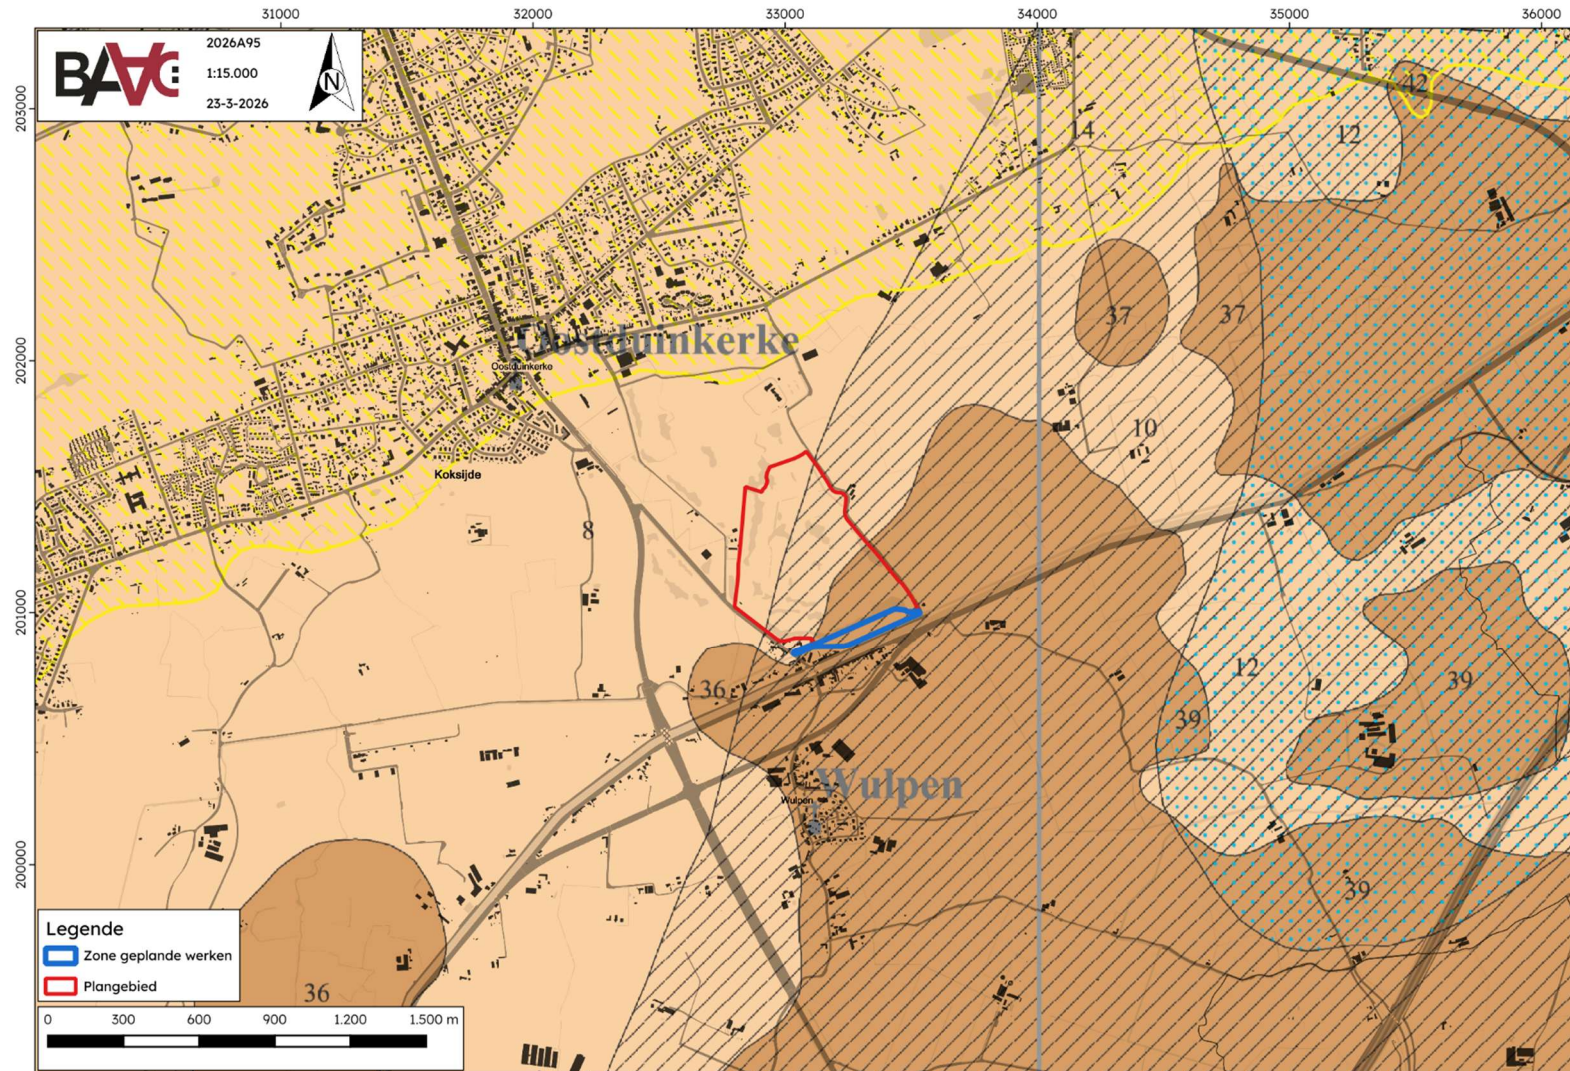 31000 32000 33000 34000 35000 36000
BAAC
2026A95
1:15.000
23-3-2026
N
203000
42
14
12
202000
37
37
Oostduinkerke
Oostduinkerke
10
Koksijde
8
201000
12
36
39
39
Wulpen
Wulpen
200000
39
36
Legende
Zone geplande werken
Plangebied
0 300 600 900 1.200 1.500 m